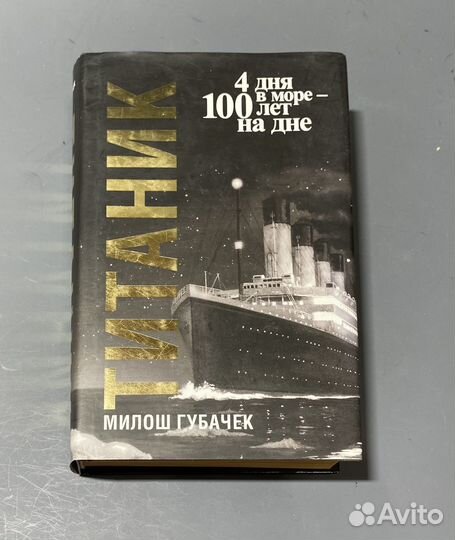 ТИТАНИК
4 дня
в море –
100 лет
на дне
МИЛОШ ГУБАЧЕК
Avito